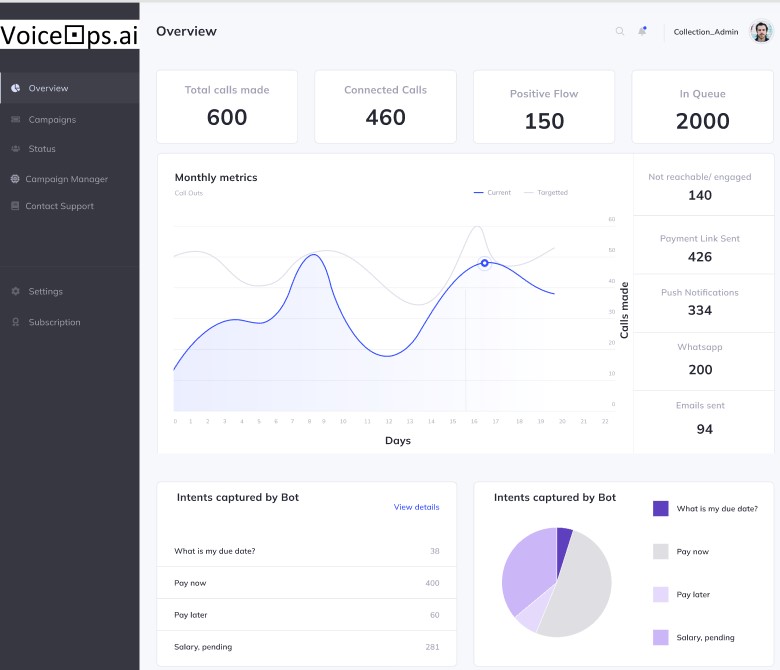 VoiceOps.ai
Overview
Collection_Admin
Overview
Campaigns
Status
Campaign Manager
Contact Support
Settings
Subscription
Total calls made
600
Connected Calls
460
Positive Flow
150
In Queue
2000
Monthly metrics
Call Outs
Current
Targetted
60
50
40
30
20
10
0
Calls made
0 1 2 3 4 5 6 7 8 9 10 11 12 13 14 15 16 17 18 19 20 21 22
Days
Not reachable/ engaged
140
Payment Link Sent
426
Push Notifications
334
Whatsapp
200
Emails sent
94
Intents captured by Bot
View details
What is my due date? 38
Pay now 400
Pay later 60
Salary, pending 281
Intents captured by Bot
What is my due date?
Pay now
Pay later
Salary, pending